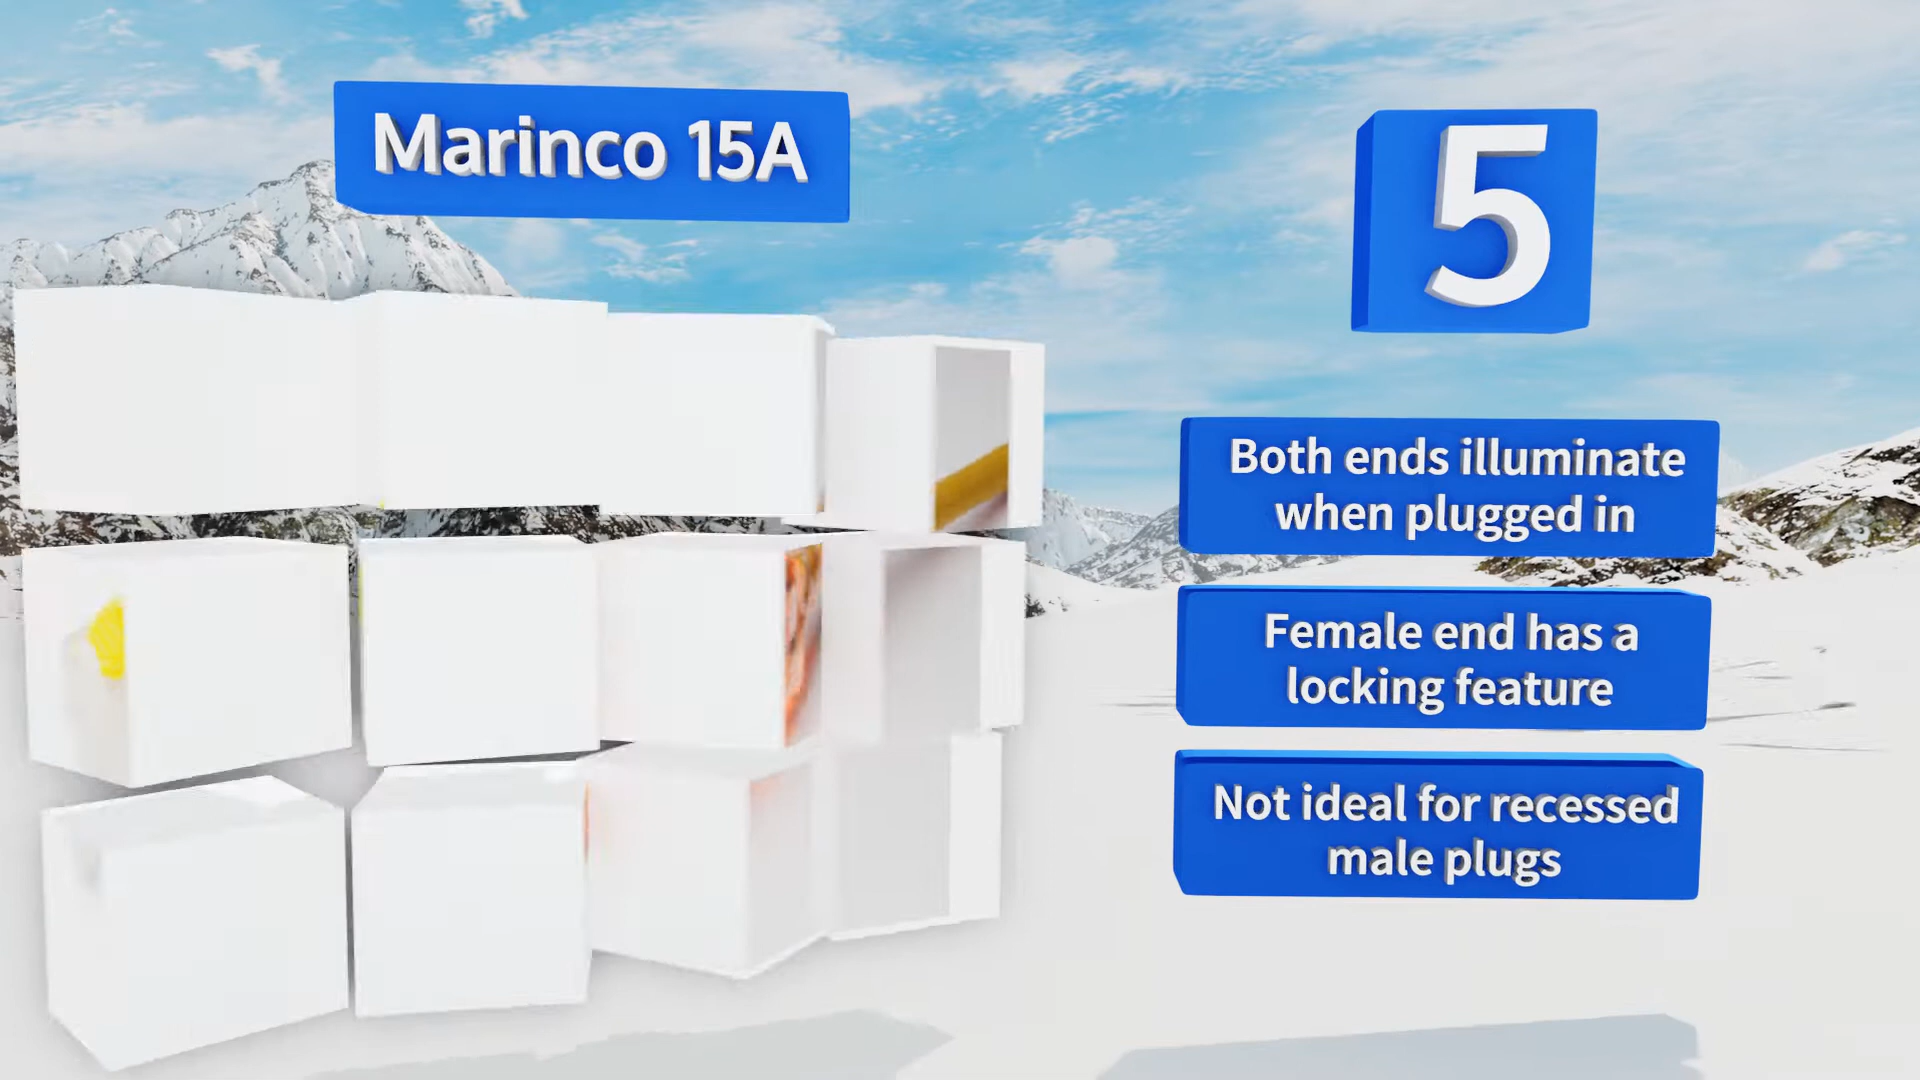 Marinco 15A
5
Both ends illuminate
when plugged in
Female end has a
locking feature
Not ideal for recessed
male plugs